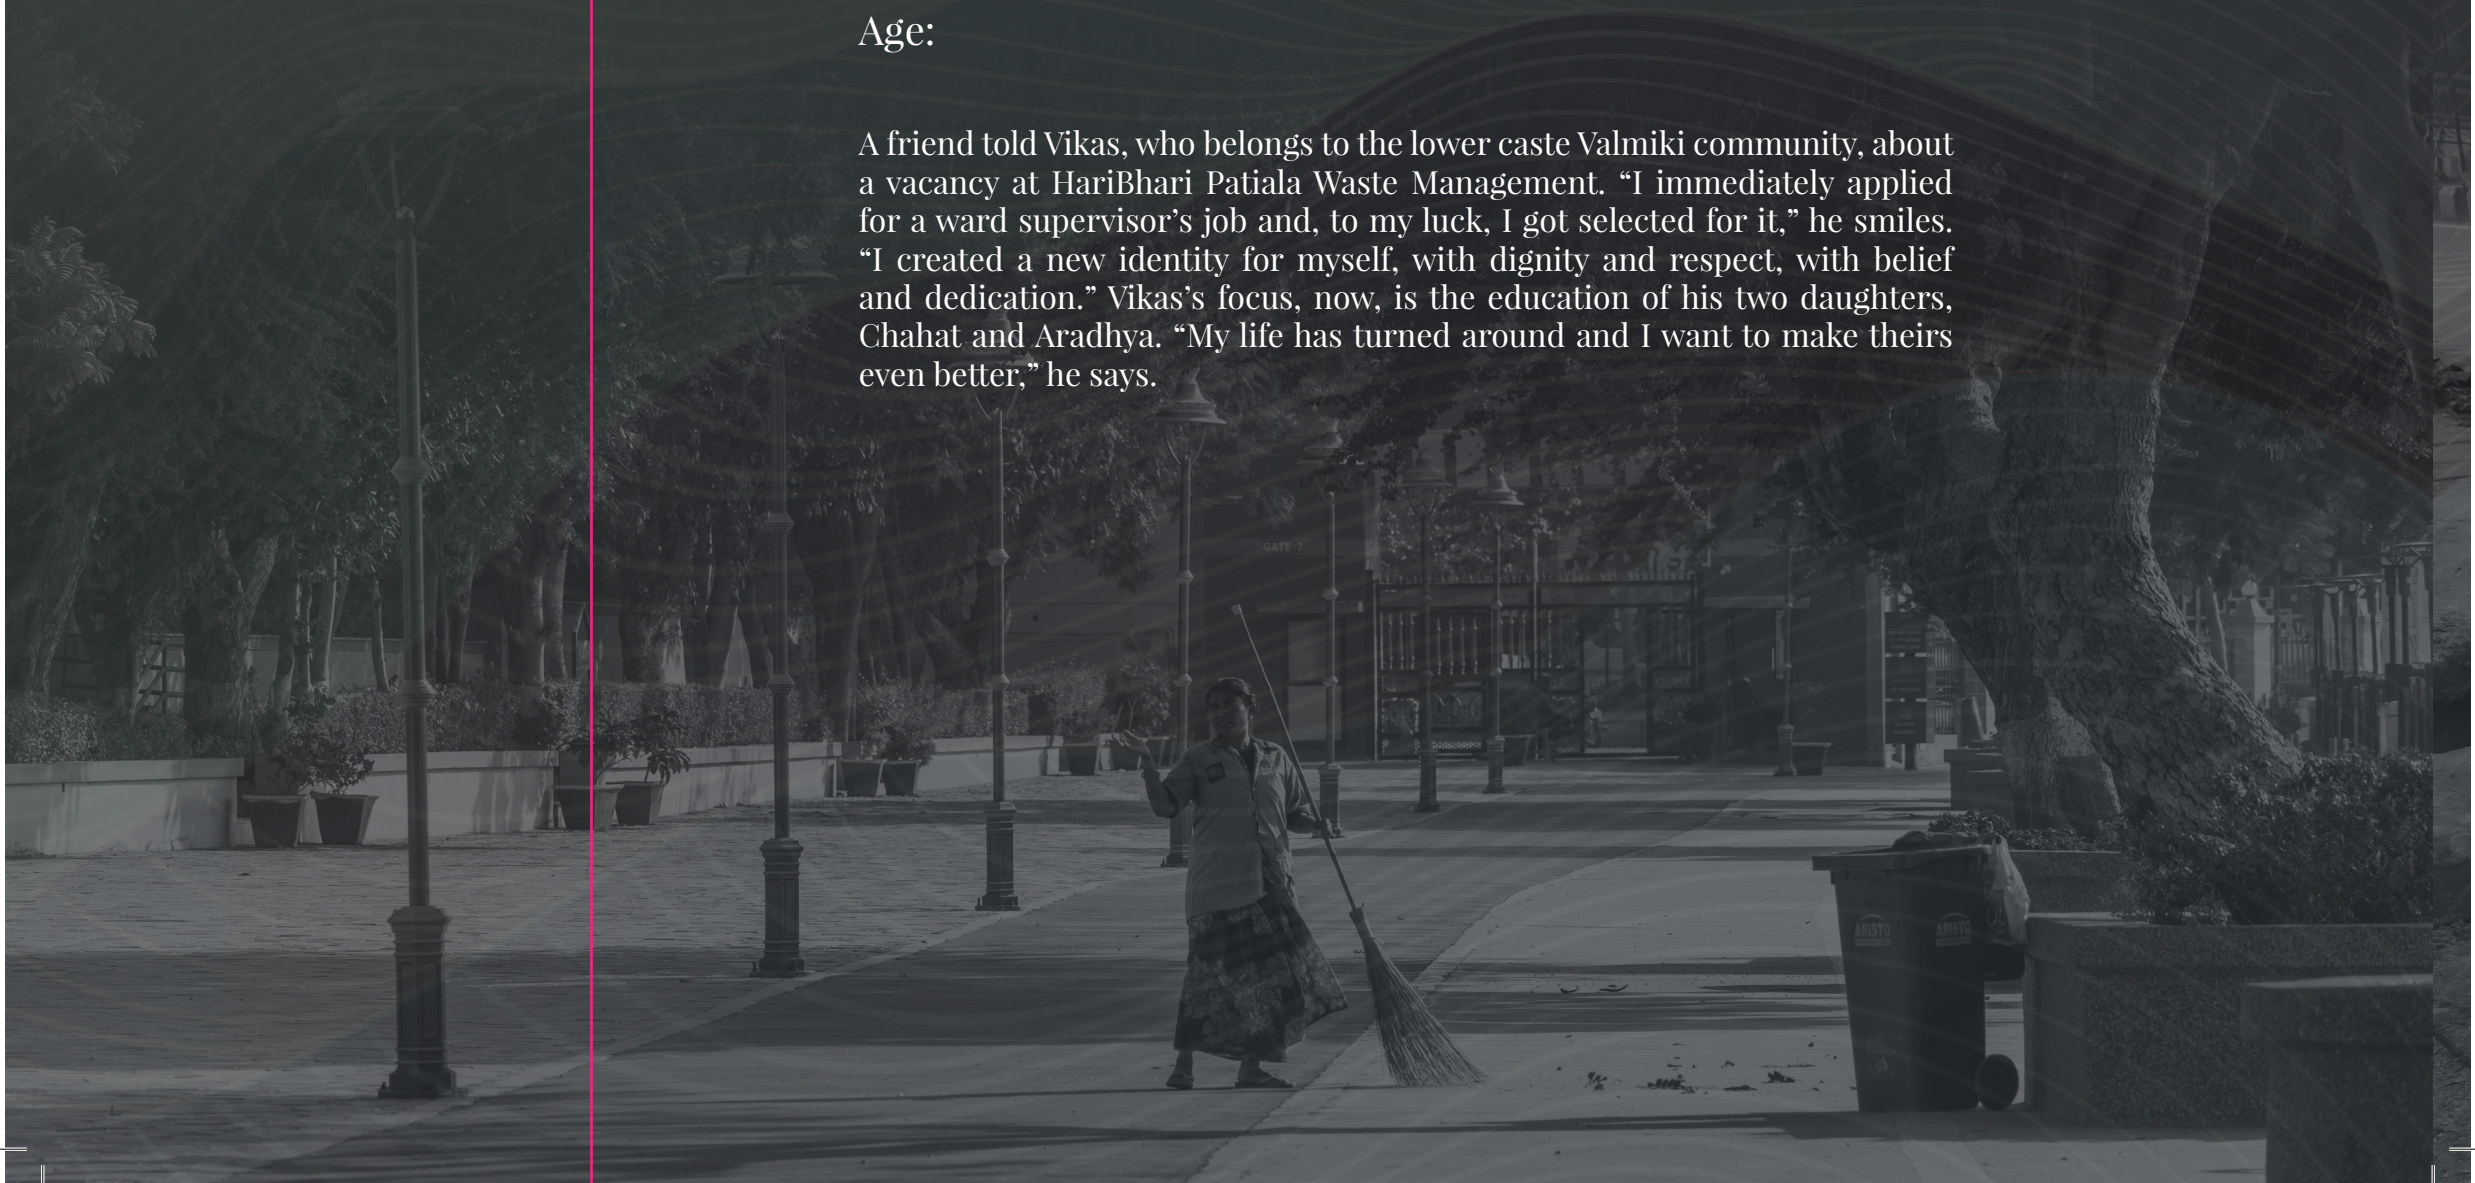 Age:
A friend told Vikas, who belongs to the lower caste Valmiki community, about
a vacancy at HariBhari Patiala Waste Management. “I immediately applied
for a ward supervisor’s job and, to my luck, I got selected for it,” he smiles.
“I created a new identity for myself, with dignity and respect, with belief
and dedication.” Vikas’s focus, now, is the education of his two daughters,
Chahat and Aradhya. “My life has turned around and I want to make theirs
even better,” he says.
GATE-7
ARISTO ARISTO